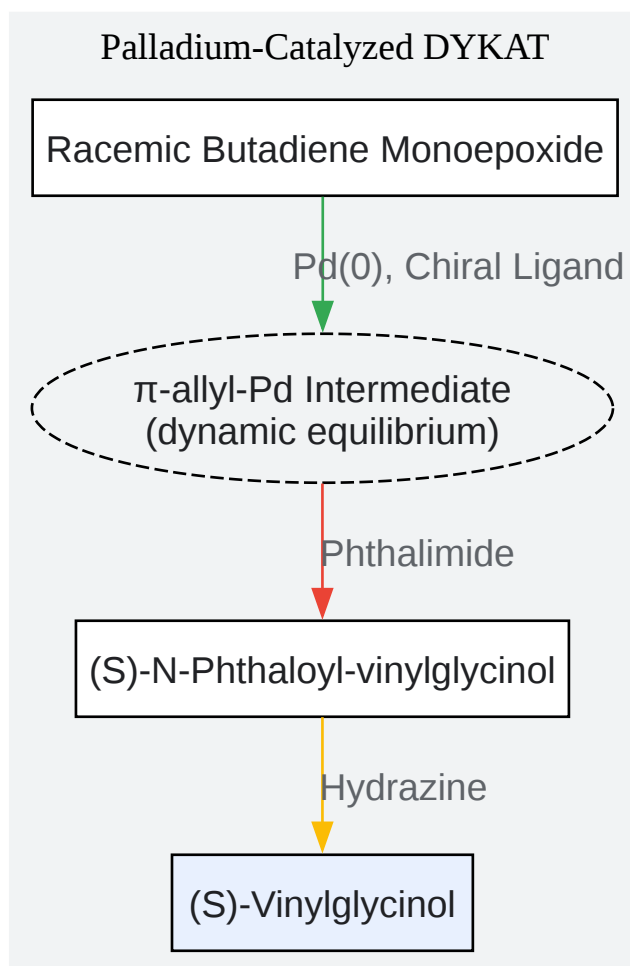 Palladium-Catalyzed DYKAT
Racemic Butadiene Monoepoxide
Pd(0), Chiral Ligand
π-allyl-Pd Intermediate
(dynamic equilibrium)
Phthalimide
(S)-N-Phthaloyl-vinylglycinol
Hydrazine
(S)-Vinylglycinol